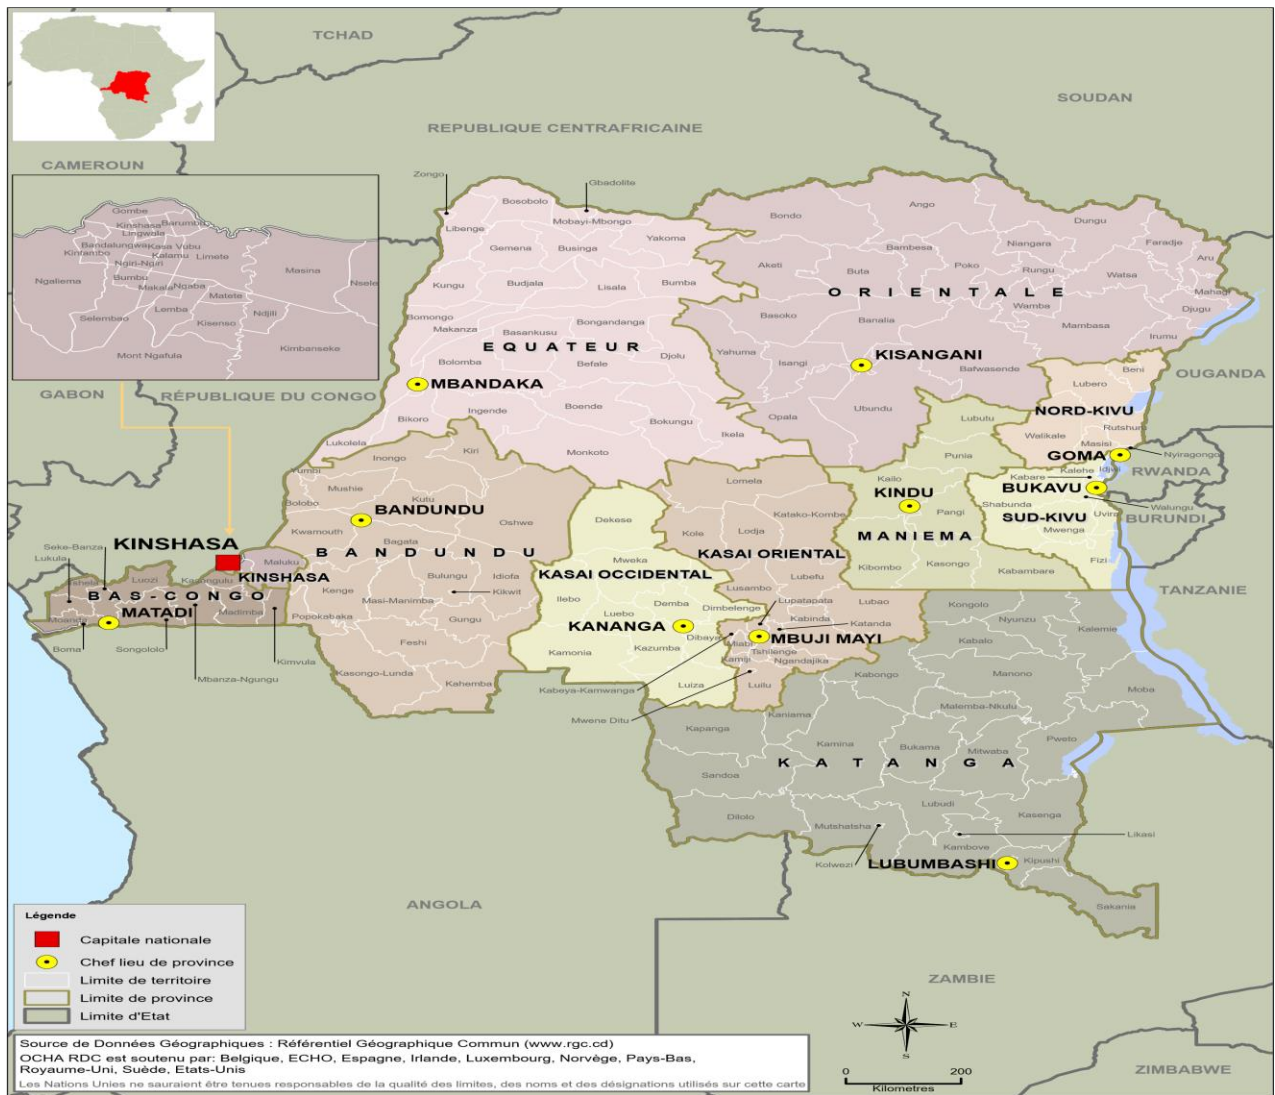 TCHAD
SOUDAN
REPUBLIQUE CENTRAFRICAINE
CAMEROUN
Zongo
Gbadolite
Gombe
Kinshasa
Barumbu
Lingwula
Bandalungwa
Kasa Vubu
Kintambo
Kalamu
Limete
Ngiri-Ngiri
Masina
Ngaliema
Bumbu
Makala
Ngaba
Nsele
Matete
Lemba
Selembao
Kisenso
Ndjili
Mont Ngafula
Kimbanseke
Bosobolo
Mobayi-Mbongo
Libenge
Yakoma
Gemena
Businga
Kungu
Budjala
Lisala
Bumba
Bomongo
Makanza
Basankusu
Bongandanga
EQUATEUR
Bolomba
Befale
Djolu
MBANDAKA
Bikoro
Ingende
Boende
Bokungu
Ikela
Lukolela
Monkoto
Bondo
Ango
Dungu
Bambesa
Niangara
Faradje
Aketi
Buta
Poko
Rungu
Watsa
Aru
ORIENTALE
Mahagi
Wamba
Djugu
Basoko
Banalia
Mambasa
Irumu
Yahuma
Isangi
KISANGANI
Bafwasende
Opala
Ubundu
GABON
RÉPUBLIQUE DU CONGO
OUGANDA
Beni
Lubero
NORD-KIVU
Rutshuru
Walikale
Masisi
GOMA
Nyiragongo
RWANDA
Lubutu
Punia
Kailo
KINDU
Pangi
MANIEMA
Kibombo
Kasongo
Kabambare
Kalehe
Idjwi
Kabare
BUKAVU
Shabunda
Walungu
SUD-KIVU
Uvira
BURUNDI
Mwenga
Fizi
TANZANIE
Yumbi
Inongo
Kiri
Mushie
Bolobo
Kutu
BANDUNDU
Oshwe
Kwamouth
Bagata
BANDUNDU
Bulungu
Idiofa
Kenge
Masi-Manimba
Kikwit
Popokabaka
Gungu
Feshi
Kasongo-Lunda
Kahemba
Dekese
Mweka
KASAI OCCIDENTAL
Ilebo
Luebo
Demba
Dimbelenge
KANANGA
Dibaya
Kamonia
Kazumba
Luiza
Lomela
Katako-Kombe
Kole
Lodja
KASAI ORIENTAL
Lubefu
Lusambo
Lupatapata
Lubao
Kabinda
Katanda
Miabi
MBUJI MAYI
Tshilenge
Kamiji
Ngandajika
Kabeya-Kamwanga
Luilu
Mwene Ditu
KINSHASA
Maluku
KINSHASA
Seke-Banza
Lukula
Tshela
Luozi
Kasangulu
BAS-CONGO
Moanda
MATADI
Madimba
Boma
Songololo
Kimvula
Mbanza-Ngungu
Kongolo
Nyunzu
Kabalo
Kalemie
Kabongo
Manono
Moba
Malemba-Nkulu
Kaniama
Kapanga
Kamina
Bukama
Mitwaba
Pweto
KATANGA
Sandoa
Lubudi
Kasenga
Dilolo
Mutshatsha
Likasi
Kolwezi
Kambove
LUBUMBASHI
Kipushi
Sakania
ANGOLA
ZAMBIE
ZIMBABWE
Légende
Capitale nationale
Chef lieu de province
Limite de territoire
Limite de province
Limite d'Etat
N
W
E
S
0 200
Kilometres
Source de Données Géographiques : Référentiel Géographique Commun (www.rgc.cd)
OCHA RDC est soutenu par: Belgique, ECHO, Espagne, Irlande, Luxembourg, Norvège, Pays-Bas,
Royaume-Uni, Suède, Etats-Unis
Les Nations Unies ne sauraient être tenues responsables de la qualité des limites, des noms et des désignations utilisés sur cette carte